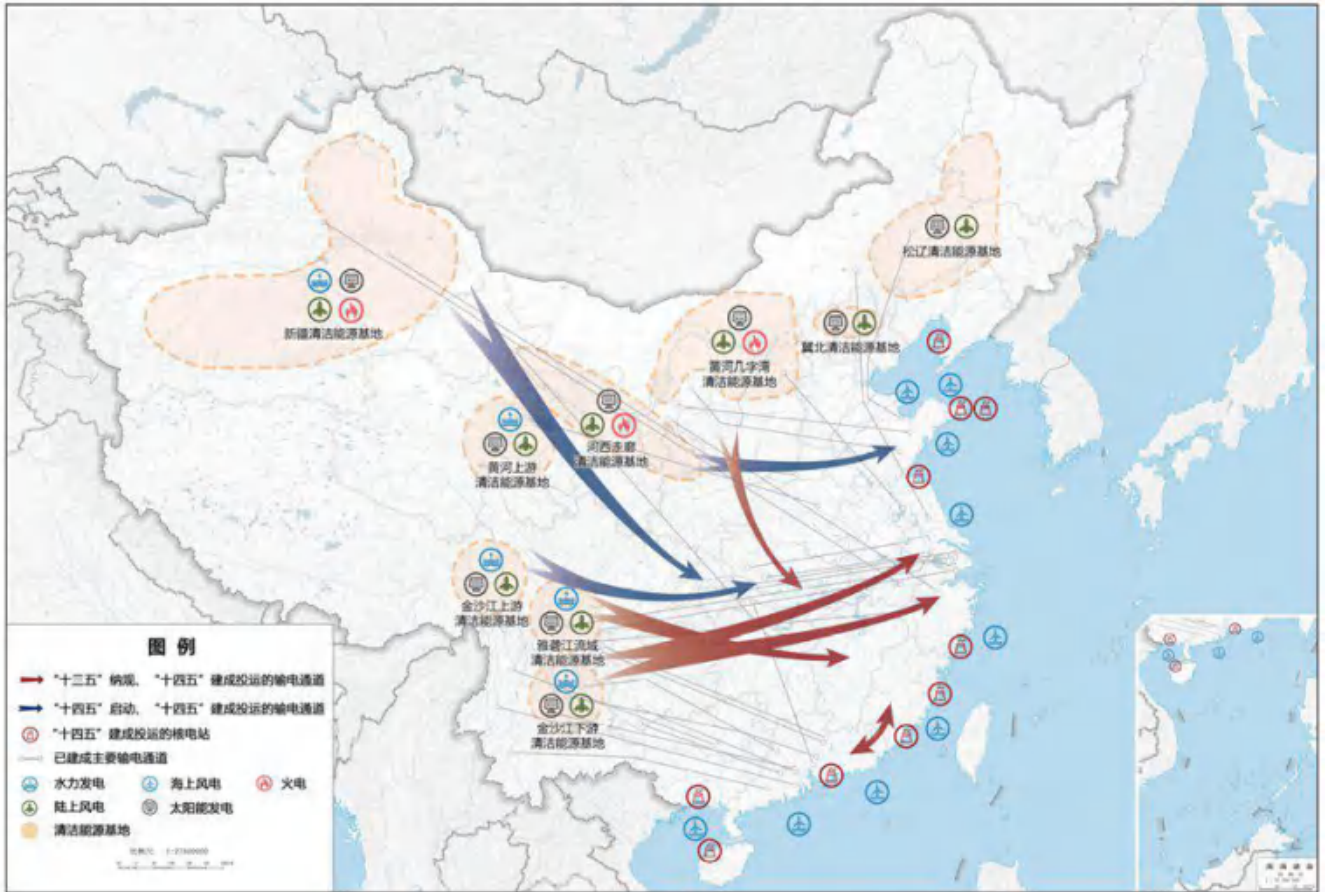 松辽清洁能源基地
新疆清洁能源基地
冀北清洁能源基地
黄河几字湾
清洁能源基地
河西走廊
清洁能源基地
黄河上游
清洁能源基地
金沙江上游
清洁能源基地
雅砻江流域
清洁能源基地
金沙江下游
清洁能源基地
图 例
“十三五”纳规、“十四五”建成投运的输电通道
“十四五”启动、“十四五”建成投运的输电通道
“十四五”建成投运的核电站
已建成主要输电通道
水力发电 海上风电 火电
陆上风电 太阳能发电
清洁能源基地